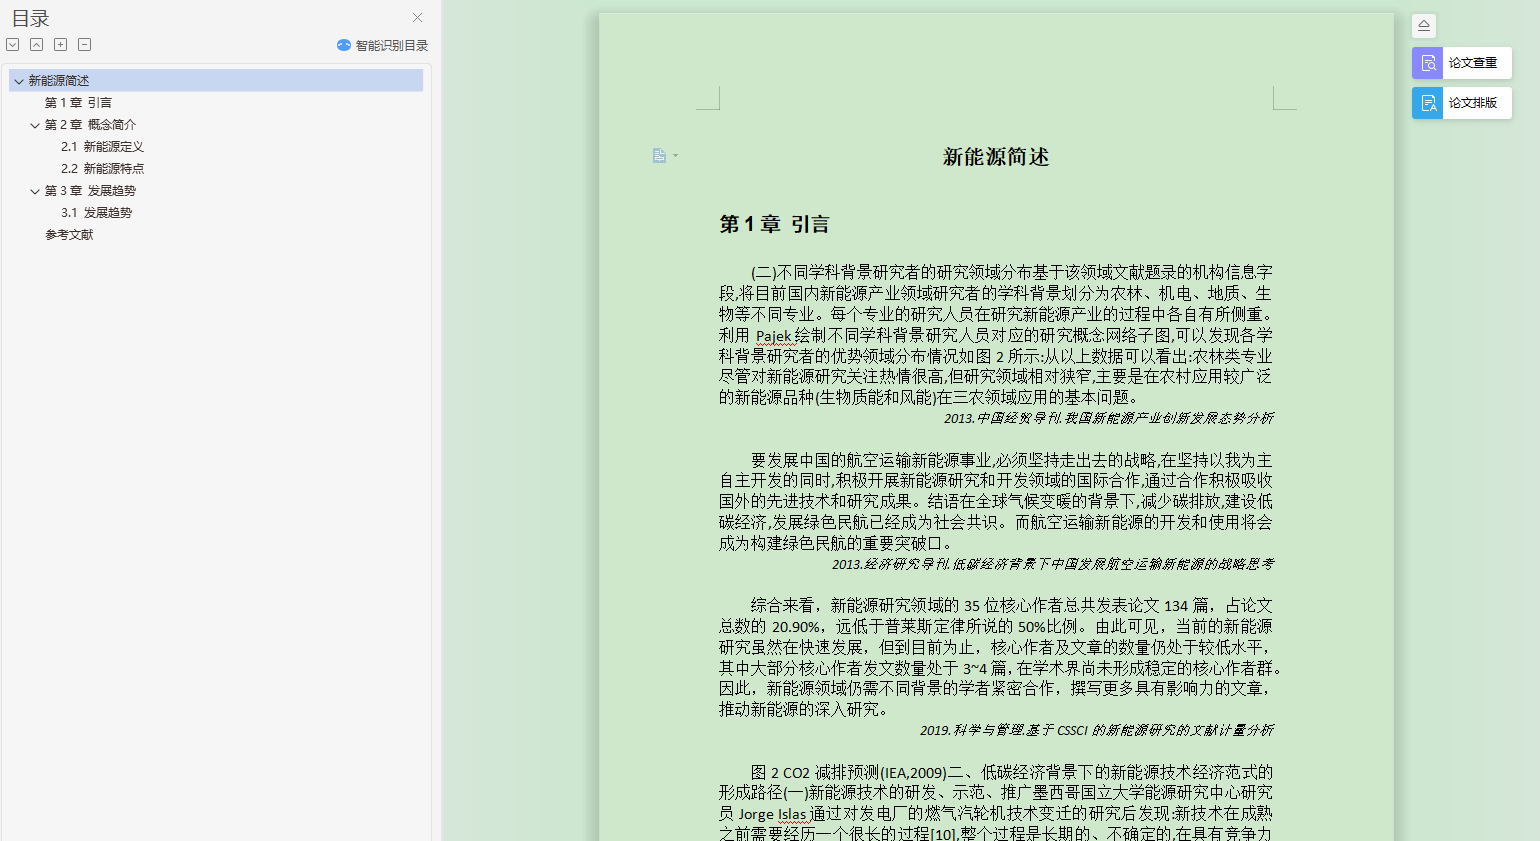 目录
智能识别目录
新能源简述
第 1 章 引言
第 2 章 概念简介
2.1 新能源定义
2.2 新能源特点
第 3 章 发展趋势
3.1 发展趋势
参考文献
新能源简述
第 1 章 引言
(二)不同学科背景研究者的研究领域分布基于该领域文献题录的机构信息字
段,将目前国内新能源产业领域研究者的学科背景划分为农林、机电、地质、生
物等不同专业。每个专业的研究人员在研究新能源产业的过程中各自有所侧重。
利用 Pajek绘制不同学科背景研究人员对应的研究概念网络子图,可以发现各学
科背景研究者的优势领域分布情况如图 2 所示:从以上数据可以看出:农林类专业
尽管对新能源研究关注热情很高,但研究领域相对狭窄,主要是在农村应用较广泛
的新能源品种(生物质能和风能)在三农领域应用的基本问题。
2013.中国经贸导刊.我国新能源产业创新发展态势分析
要发展中国的航空运输新能源事业,必须坚持走出去的战略,在坚持以我为主
自主开发的同时,积极开展新能源研究和开发领域的国际合作,通过合作积极吸收
国外的先进技术和研究成果。结语在全球气候变暖的背景下,减少碳排放,建设低
碳经济,发展绿色民航已经成为社会共识。而航空运输新能源的开发和使用将会
成为构建绿色民航的重要突破口。
2013.经济研究导刊.低碳经济背景下中国发展航空运输新能源的战略思考
综合来看，新能源研究领域的 35 位核心作者总共发表论文 134 篇，占论文
总数的 20.90%，远低于普莱斯定律所说的 50%比例。由此可见，当前的新能源
研究虽然在快速发展，但到目前为止，核心作者及文章的数量仍处于较低水平，
其中大部分核心作者发文数量处于 3~4 篇，在学术界尚未形成稳定的核心作者群。
因此，新能源领域仍需不同背景的学者紧密合作，撰写更多具有影响力的文章，
推动新能源的深入研究。
2019.科学与管理.基于 CSSCI 的新能源研究的文献计量分析
图 2 CO2 减排预测(IEA,2009)二、低碳经济背景下的新能源技术经济范式的
形成路径(一)新能源技术的研发、示范、推广墨西哥国立大学能源研究中心研究
员 Jorge Islas 通过对发电厂的燃气汽轮机技术变迁的研究后发现:新技术在成熟
之前需要经历一个很长的过程[10],整个过程是长期的、不确定的,在具有竞争力
论文查重
论文排版